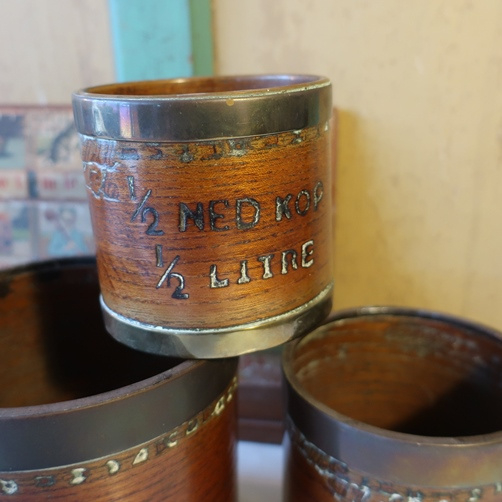 1/2 NED KOP
1/2 LITRE